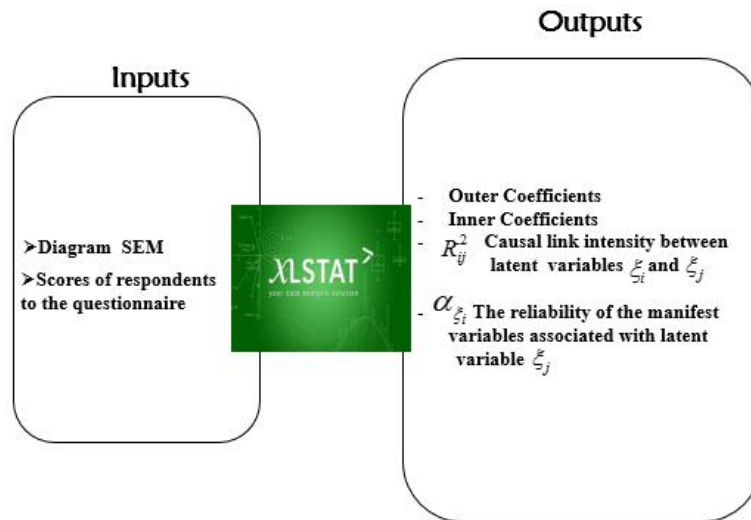 Inputs
➢Diagram SEM
➢Scores of respondents
to the questionnaire
XLSTAT
your data analysis solution
Outputs
- Outer Coefficients
- Inner Coefficients
- R²ᵢⱼ Causal link intensity between
latent variables ξᵢ and ξⱼ
- α_ξᵢ The reliability of the manifest
variables associated with latent
variable ξⱼ